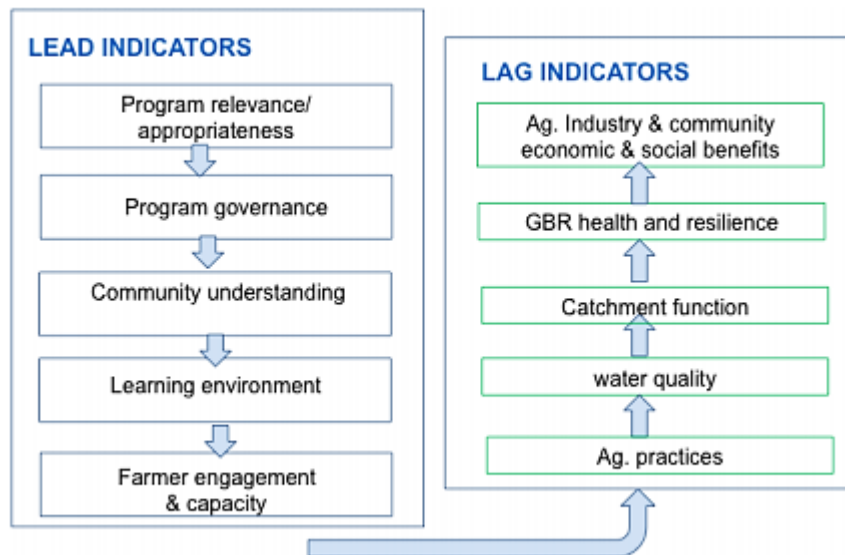 LEAD INDICATORS
Program relevance/
appropriateness
Program governance
Community understanding
Learning environment
Farmer engagement
& capacity
LAG INDICATORS
Ag. Industry & community
economic & social benefits
GBR health and resilience
Catchment function
water quality
Ag. practices